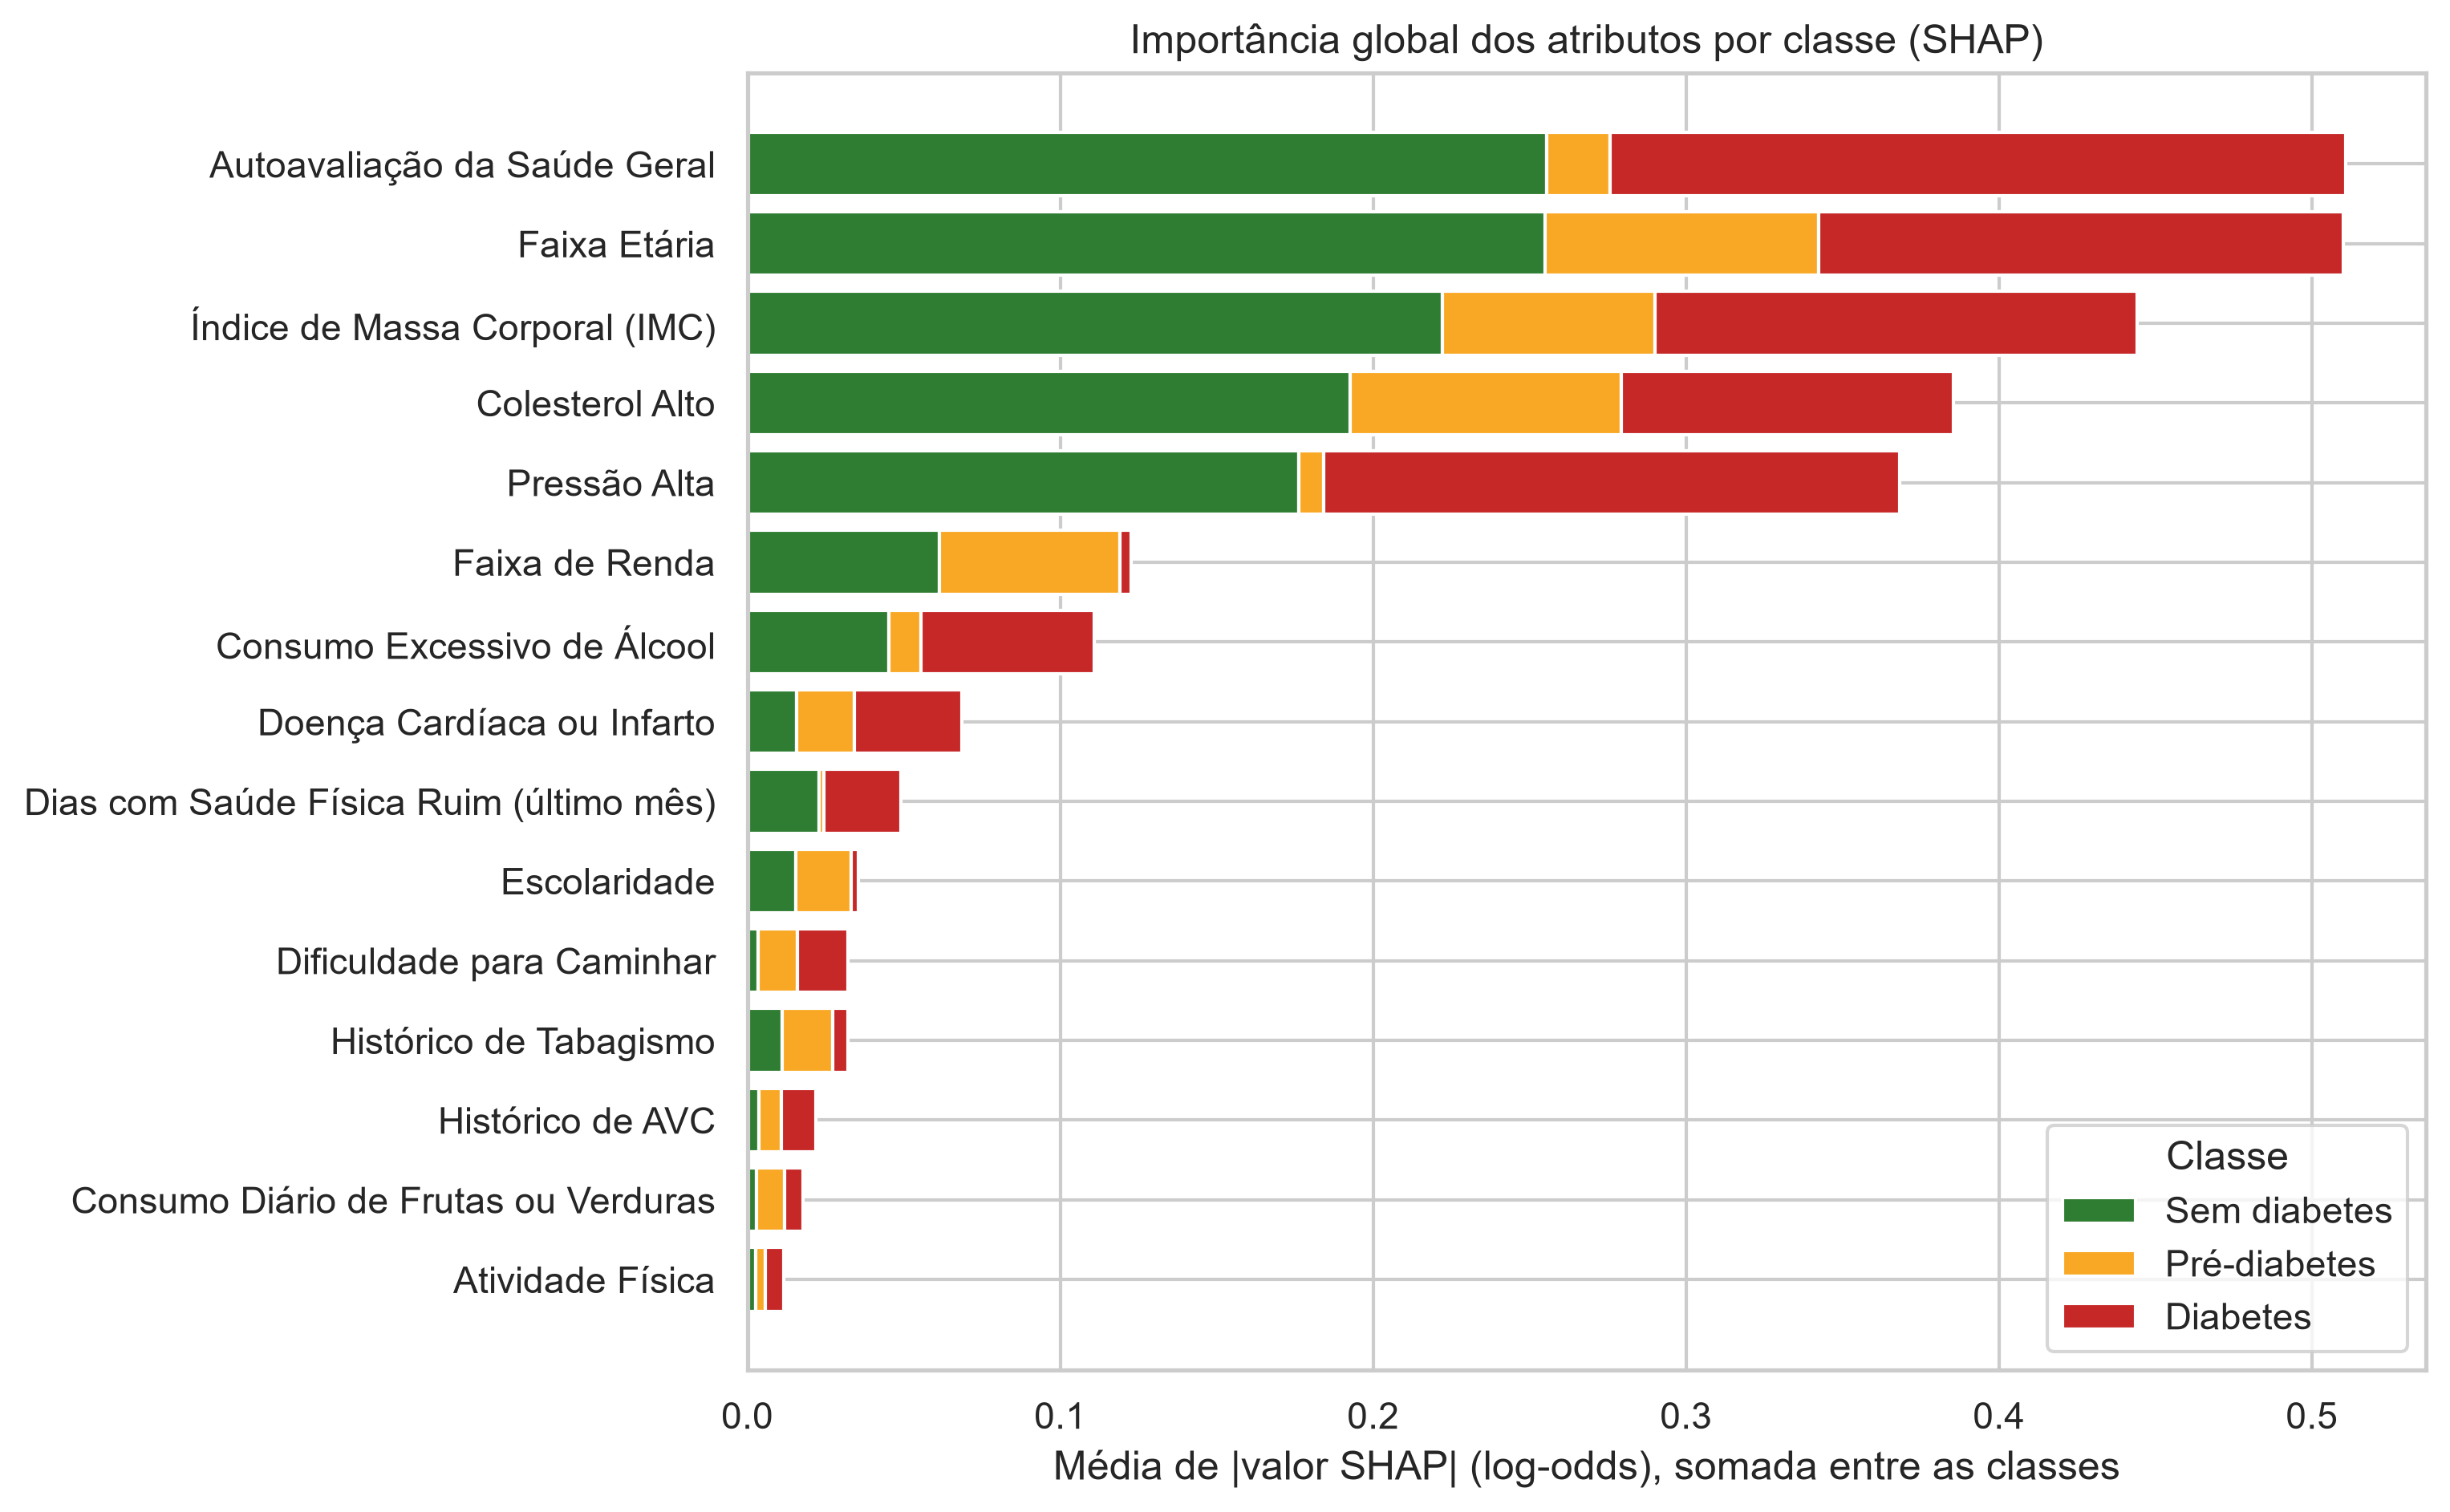 Importância global dos atributos por classe (SHAP)
Autoavaliação da Saúde Geral
Faixa Etária
Índice de Massa Corporal (IMC)
Colesterol Alto
Pressão Alta
Faixa de Renda
Consumo Excessivo de Álcool
Doença Cardíaca ou Infarto
Dias com Saúde Física Ruim (último mês)
Escolaridade
Dificuldade para Caminhar
Histórico de Tabagismo
Histórico de AVC
Consumo Diário de Frutas ou Verduras
Atividade Física
Classe
Sem diabetes
Pré-diabetes
Diabetes
0.0 0.1 0.2 0.3 0.4 0.5
Média de |valor SHAP| (log-odds), somada entre as classes